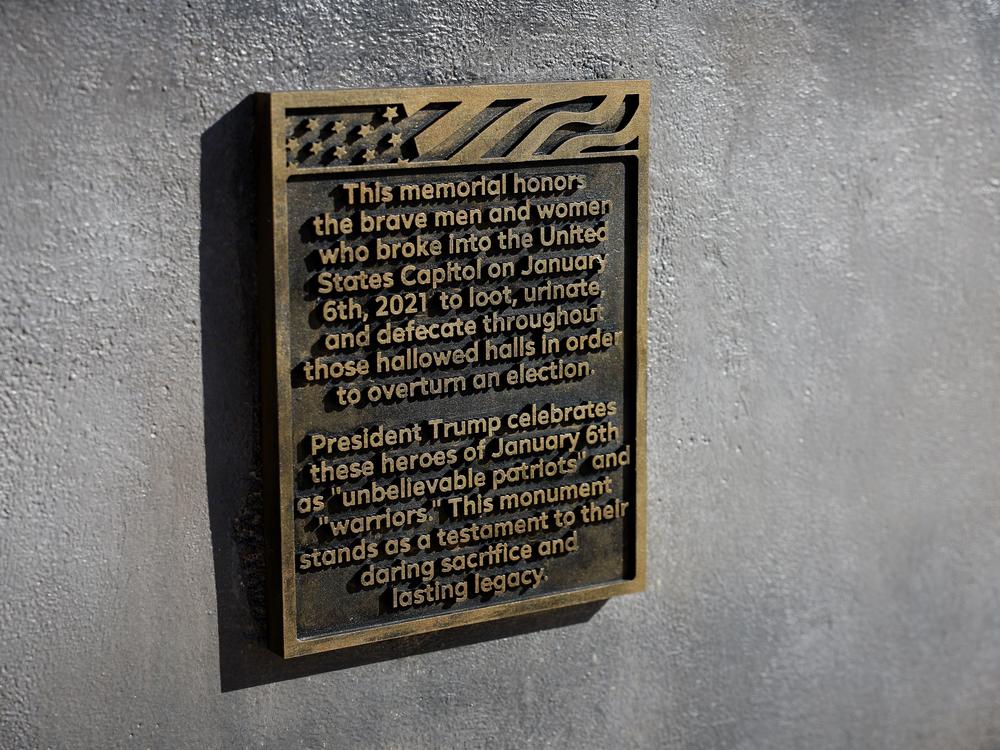 This memorial honors
the brave men and women
who broke into the United
States Capitol on January
6th, 2021 to loot, urinate,
and defecate throughout
those hallowed halls in order
to overturn an election.
President Trump celebrates
these heroes of January 6th
as "unbelievable patriots" and
"warriors." This monument
stands as a testament to their
daring sacrifice and
lasting legacy.